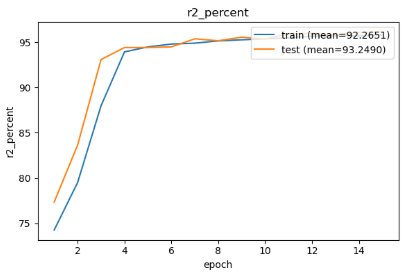 r2_percent
95
90
85
80
75
r2_percent
train (mean=92.2651)
test (mean=93.2490)
2
4
6
8
10
12
14
epoch